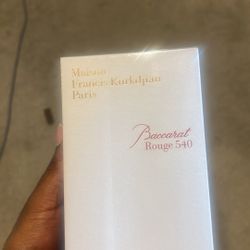 Maison
Francis Kurkdjian
Paris
Baccarat
Rouge 540